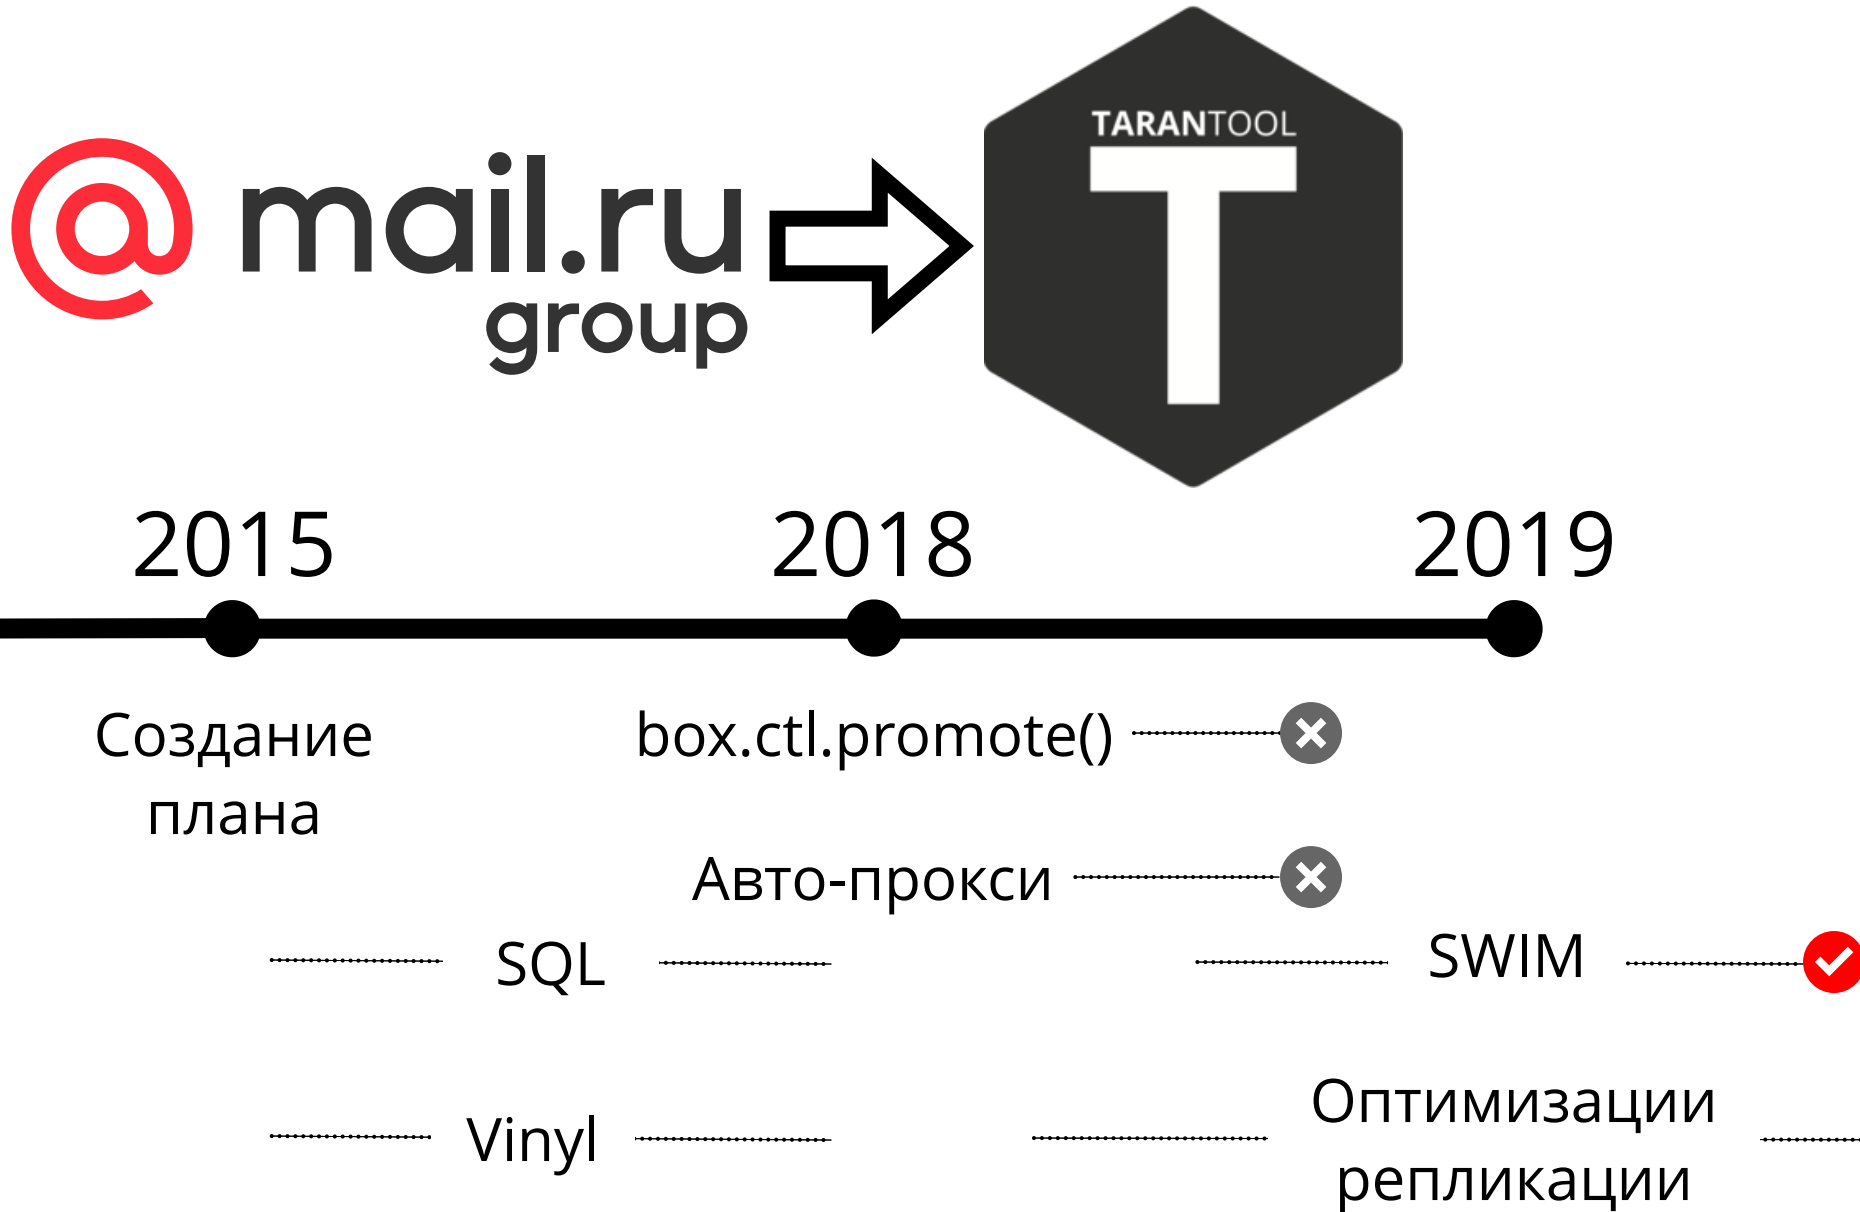 mail.ru
group
TARANTOOL
T
2015
2018
2019
Создание
плана
box.ctl.promote()
Авто-прокси
SQL
SWIM
Vinyl
Оптимизации
репликации